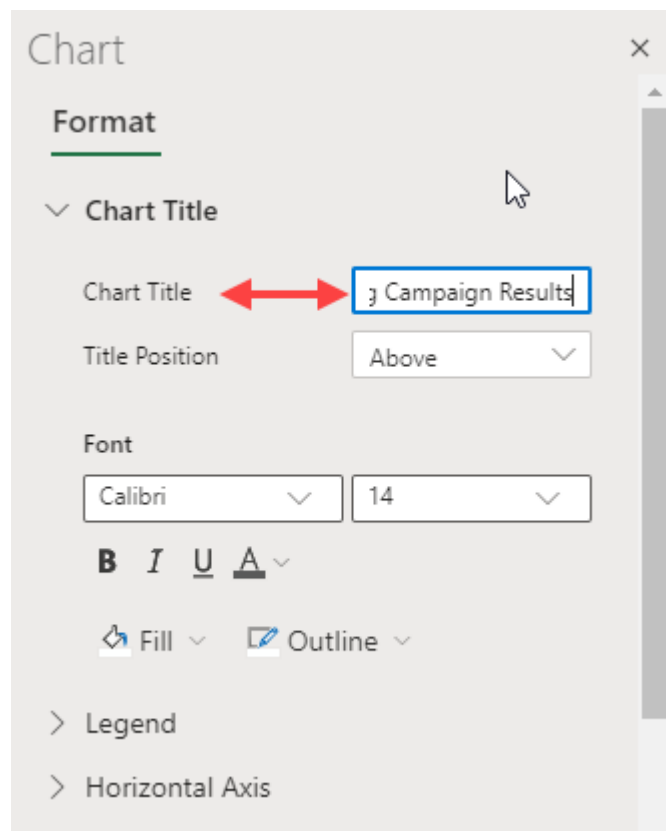 Chart
Format
Chart Title
Chart Title g Campaign Results
Title Position Above
Font
Calibri 14
B I U A
Fill Outline
Legend
Horizontal Axis